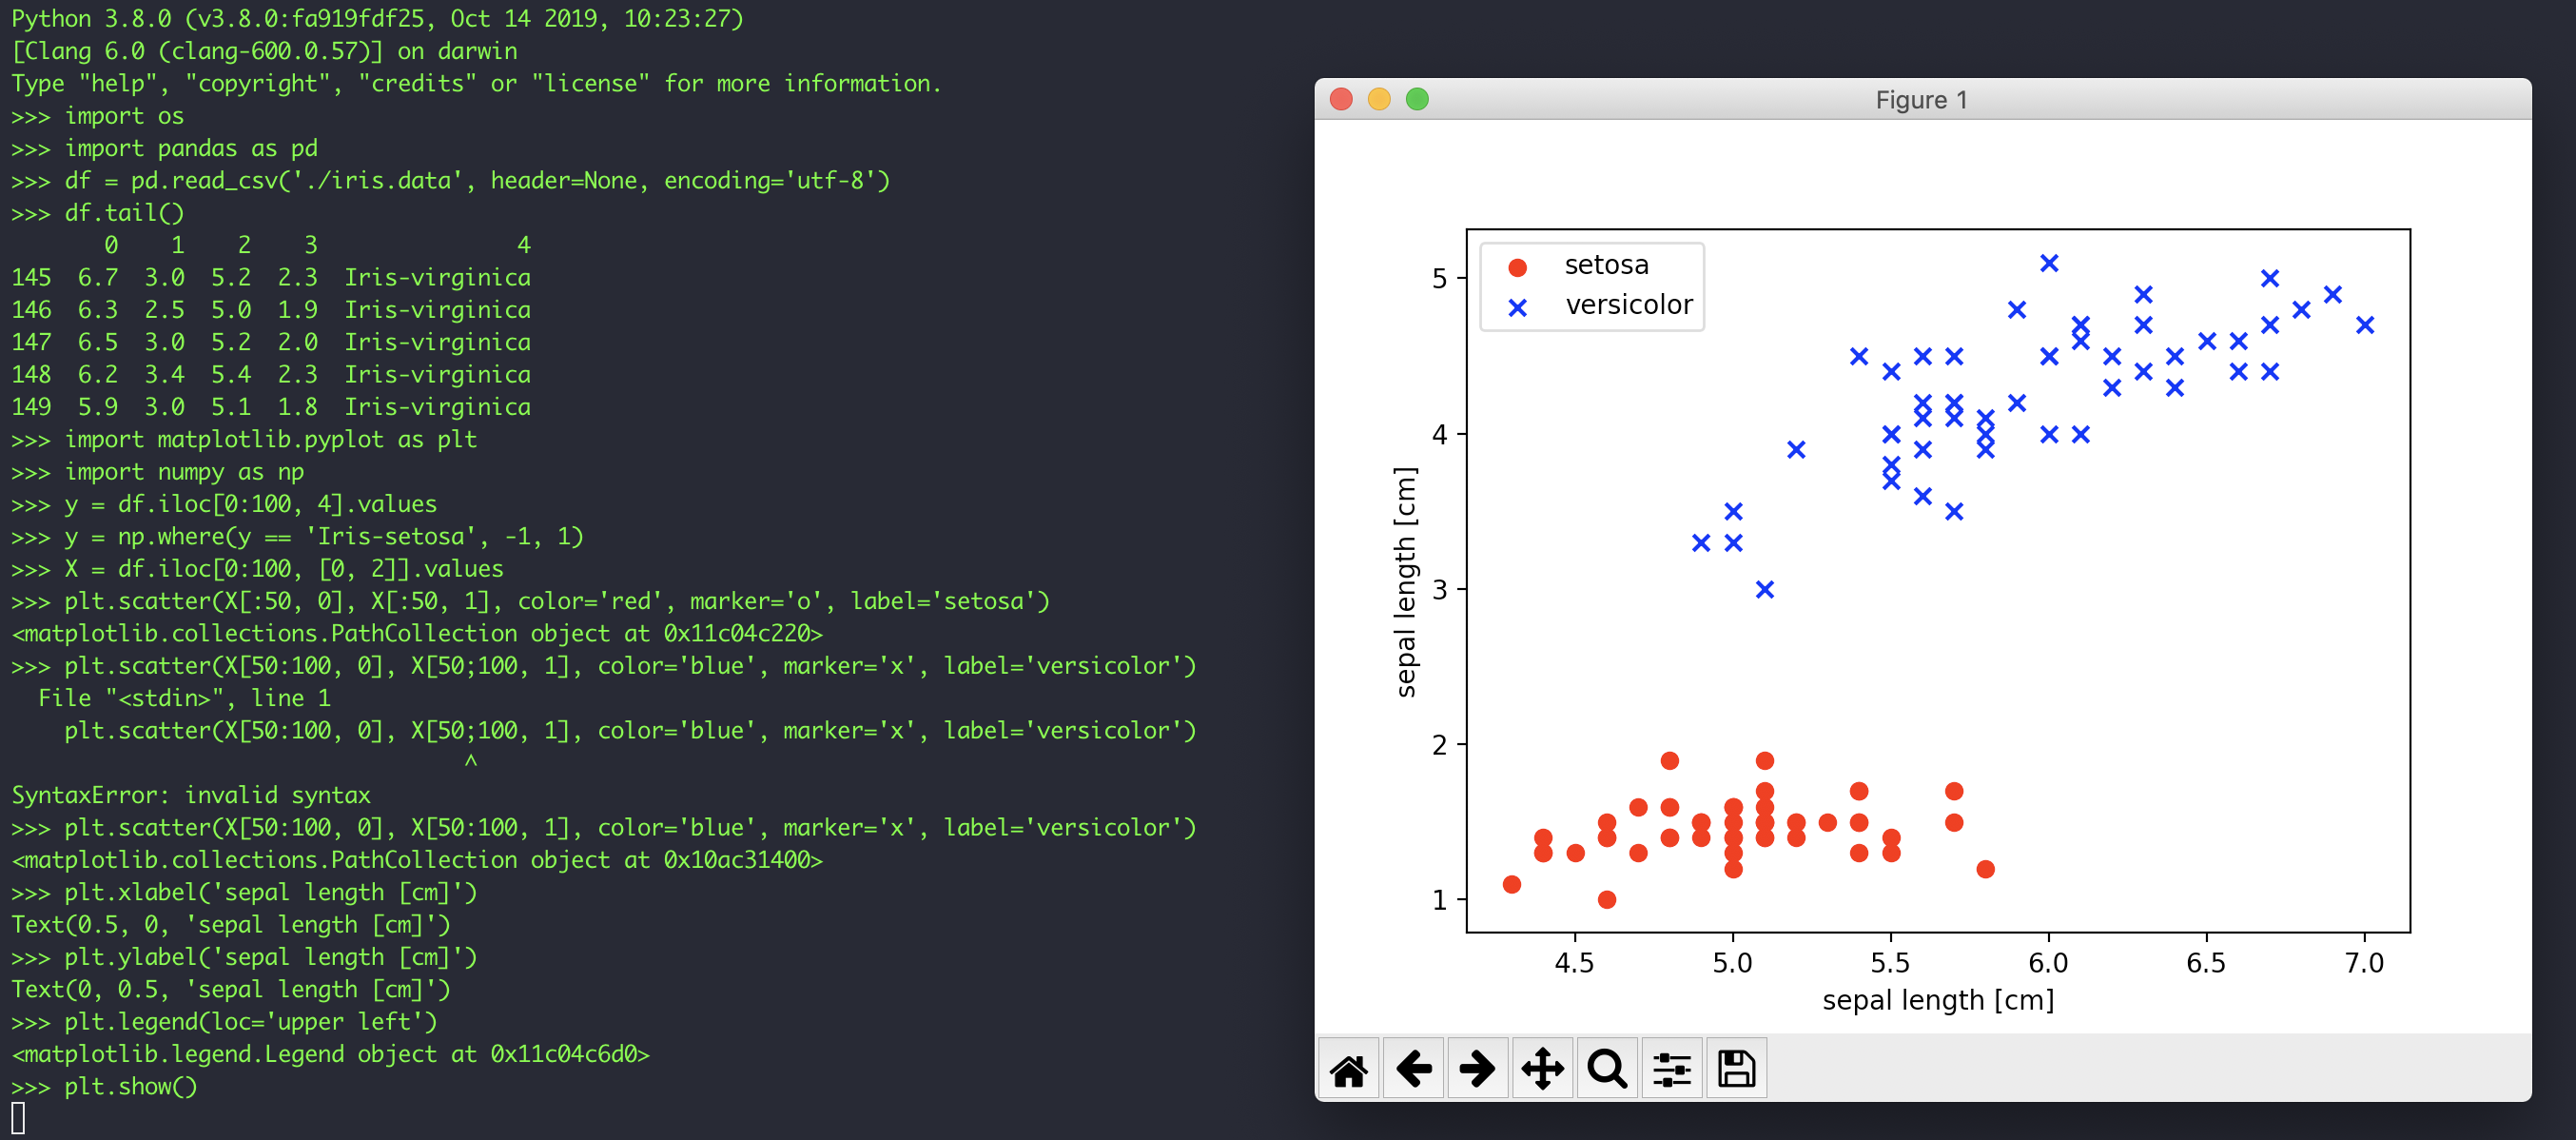 Python 3.8.0 (v3.8.0:fa919fdf25, Oct 14 2019, 10:23:27)
[Clang 6.0 (clang-600.0.57)] on darwin
Type "help", "copyright", "credits" or "license" for more information.
>>> import os
>>> import pandas as pd
>>> df = pd.read_csv('./iris.data', header=None, encoding='utf-8')
>>> df.tail()
       0    1    2    3               4
145  6.7  3.0  5.2  2.3  Iris-virginica
146  6.3  2.5  5.0  1.9  Iris-virginica
147  6.5  3.0  5.2  2.0  Iris-virginica
148  6.2  3.4  5.4  2.3  Iris-virginica
149  5.9  3.0  5.1  1.8  Iris-virginica
>>> import matplotlib.pyplot as plt
>>> import numpy as np
>>> y = df.iloc[0:100, 4].values
>>> y = np.where(y == 'Iris-setosa', -1, 1)
>>> X = df.iloc[0:100, [0, 2]].values
>>> plt.scatter(X[:50, 0], X[:50, 1], color='red', marker='o', label='setosa')
<matplotlib.collections.PathCollection object at 0x11c04c220>
>>> plt.scatter(X[50:100, 0], X[50;100, 1], color='blue', marker='x', label='versicolor')
  File "<stdin>", line 1
    plt.scatter(X[50:100, 0], X[50;100, 1], color='blue', marker='x', label='versicolor')
                                  ^
SyntaxError: invalid syntax
>>> plt.scatter(X[50:100, 0], X[50:100, 1], color='blue', marker='x', label='versicolor')
<matplotlib.collections.PathCollection object at 0x10ac31400>
>>> plt.xlabel('sepal length [cm]')
Text(0.5, 0, 'sepal length [cm]')
>>> plt.ylabel('sepal length [cm]')
Text(0, 0.5, 'sepal length [cm]')
>>> plt.legend(loc='upper left')
<matplotlib.legend.Legend object at 0x11c04c6d0>
>>> plt.show()
Figure 1
setosa
versicolor
5
4
3
2
1
sepal length [cm]
4.5 5.0 5.5 6.0 6.5 7.0
sepal length [cm]